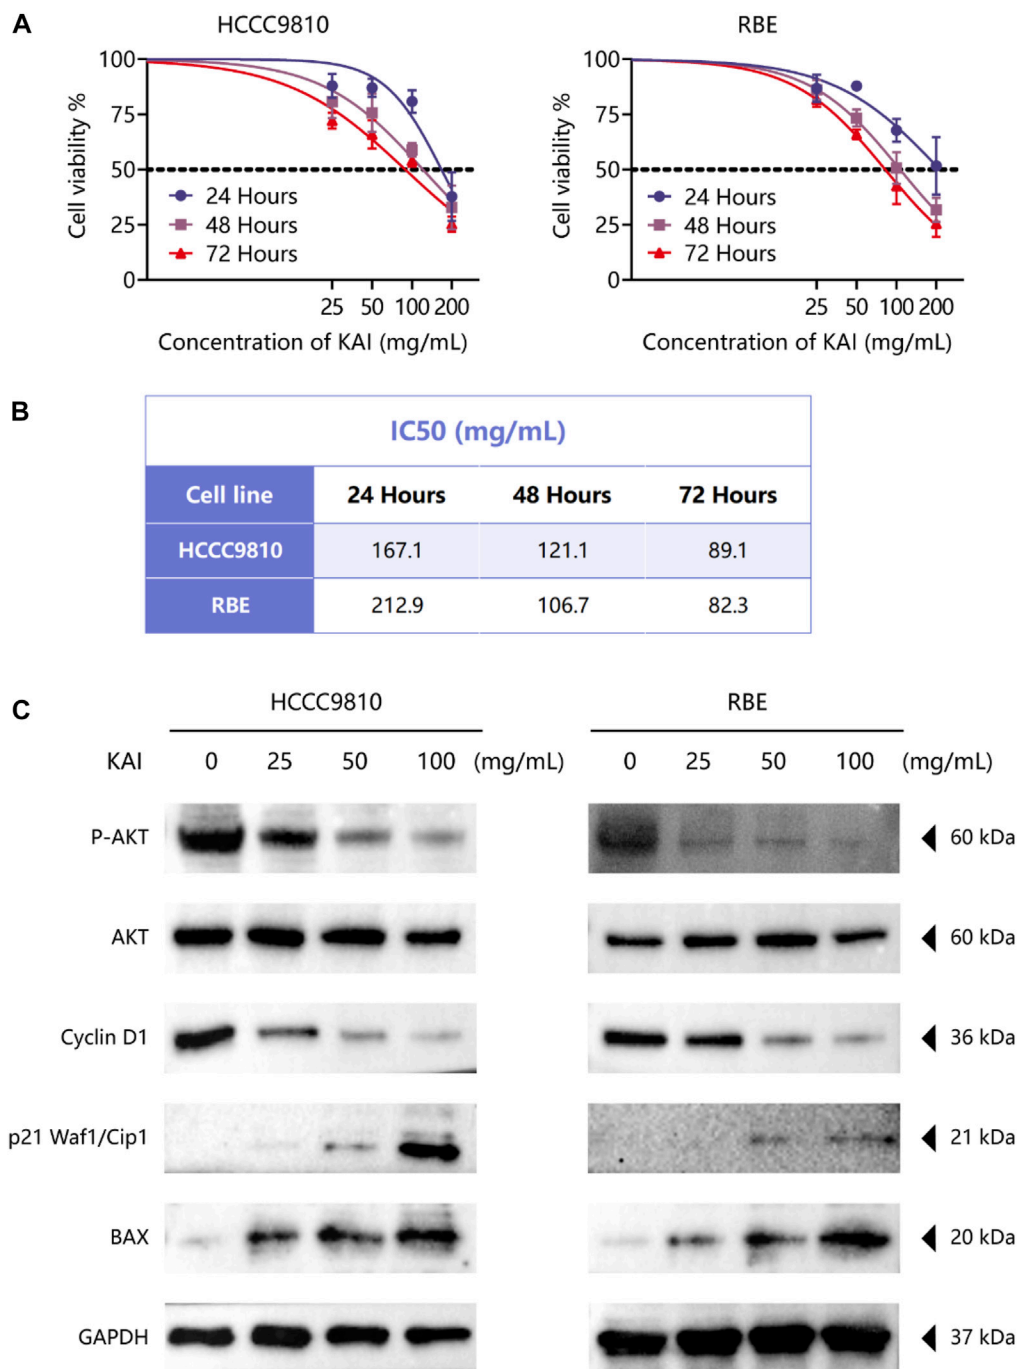 A
HCCC9810
RBE
Cell viability %
100
75
50
25
0
24 Hours
48 Hours
72 Hours
25 50 100 200
Concentration of KAI (mg/mL)
Cell viability %
100
75
50
25
0
24 Hours
48 Hours
72 Hours
25 50 100 200
Concentration of KAI (mg/mL)
B
IC50 (mg/mL)
Cell line 24 Hours 48 Hours 72 Hours
HCCC9810 167.1 121.1 89.1
RBE 212.9 106.7 82.3
C
HCCC9810 RBE
KAI 0 25 50 100 (mg/mL) 0 25 50 100 (mg/mL)
P-AKT 60 kDa
AKT 60 kDa
Cyclin D1 36 kDa
p21 Waf1/Cip1 21 kDa
BAX 20 kDa
GAPDH 37 kDa